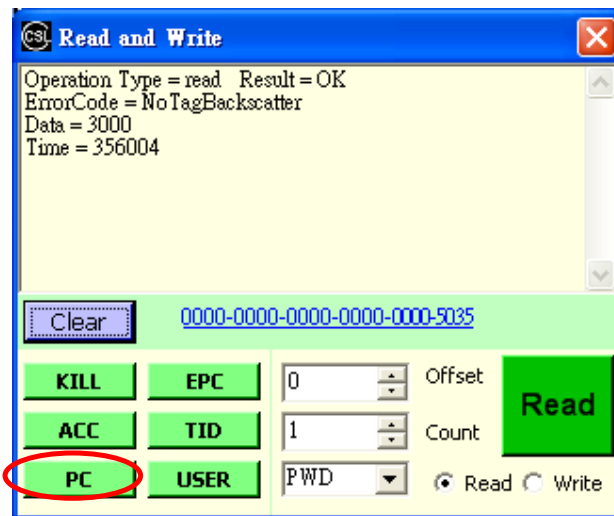 CSL Read and Write
Operation Type = read Result = OK
ErrorCode = NoTagBackscatter
Data = 3000
Time = 356004
Clear 0000-0000-0000-0000-0000-5035
KILL EPC 0 Offset Read
ACC TID 1 Count
PC USER PWD Read Write